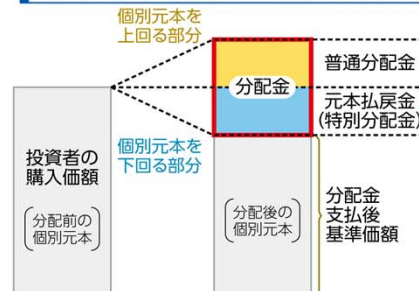 個別元本を
上回る部分
普通分配金
分配金
元本払戻金
(特別分配金)
個別元本を
下回る部分
投資者の
購入価額
分配前の
個別元本
分配後の
個別元本
分配金
支払後
基準価額